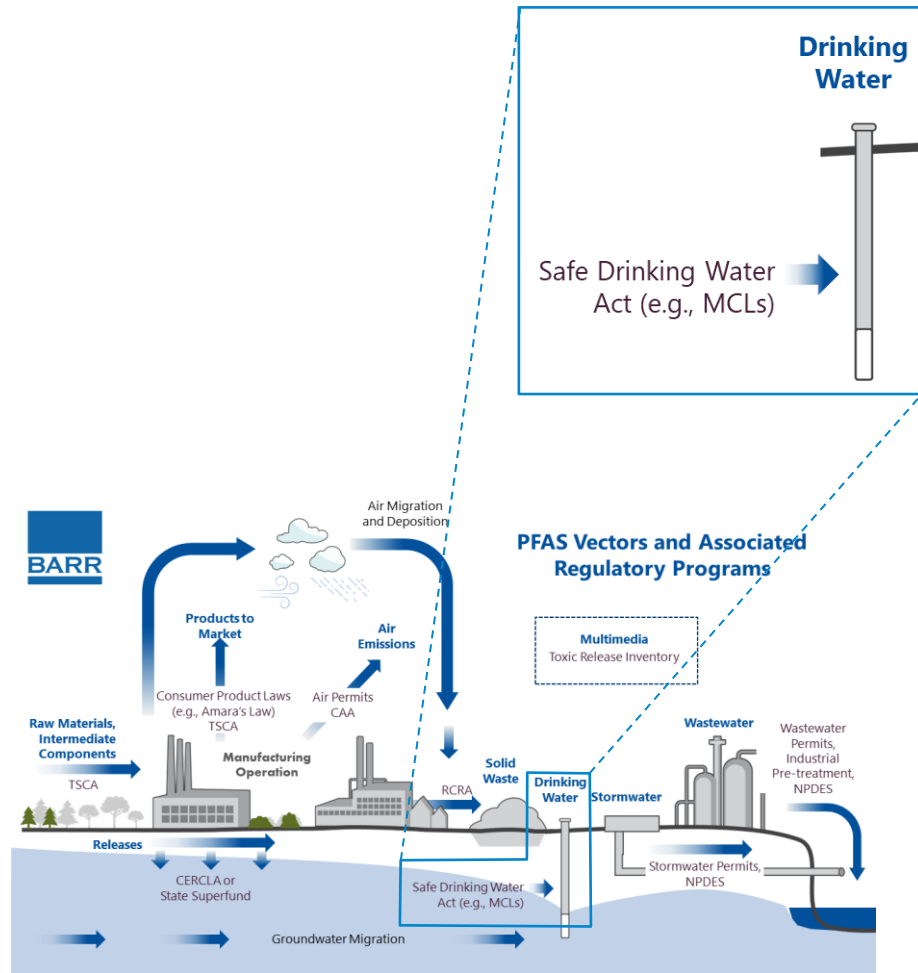 Drinking
Water
Safe Drinking Water
Act (e.g., MCLs)
BARR
Air Migration
and Deposition
PFAS Vectors and Associated
Regulatory Programs
Products to
Market
Air
Emissions
Multimedia
Toxic Release Inventory
Consumer Product Laws
(e.g., Amara's Law)
TSCA
Air Permits
CAA
Raw Materials,
Intermediate
Components
TSCA
Manufacturing
Operation
RCRA
Solid
Waste
Drinking
Water
Stormwater
Wastewater
Wastewater
Permits,
Industrial
Pre-treatment,
NPDES
Releases
CERCLA or
State Superfund
Safe Drinking Water
Act (e.g., MCLs)
Stormwater Permits,
NPDES
Groundwater Migration